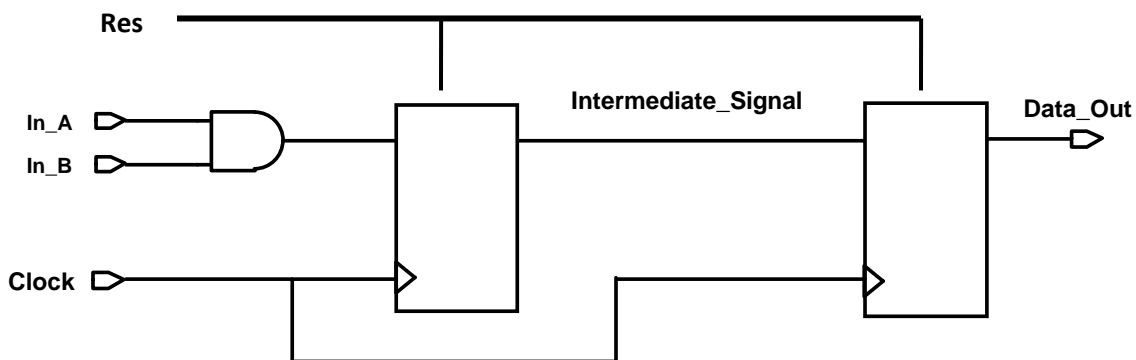 Res
Intermediate_Signal
Data_Out
In_A
In_B
Clock